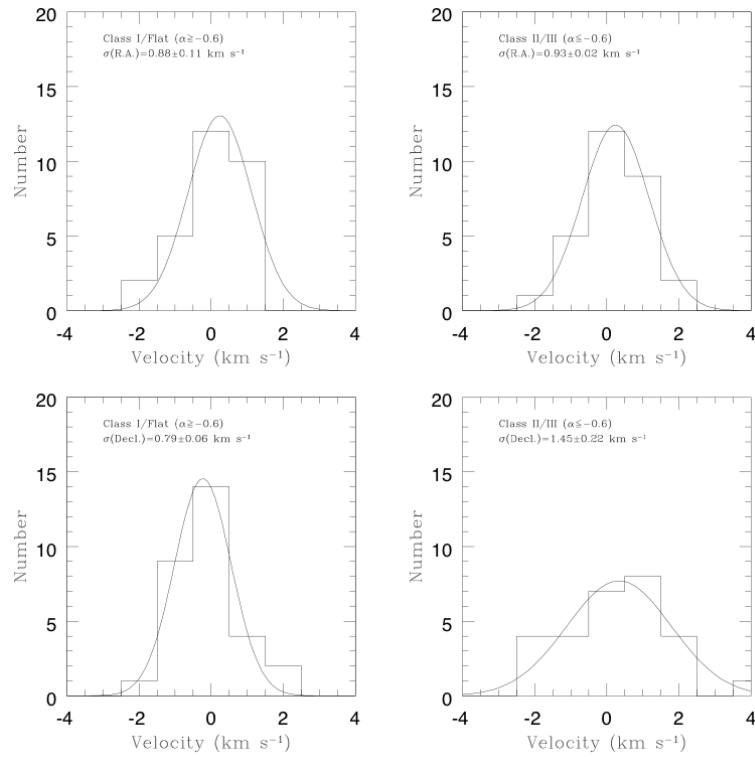 Class I/Flat (α≥−0.6)
σ(R.A.)=0.88±0.11 km s⁻¹
20
15
10
5
0
Number
-4 -2 0 2 4
Velocity (km s⁻¹)
Class II/III (α≤−0.6)
σ(R.A.)=0.93±0.02 km s⁻¹
20
15
10
5
0
Number
-4 -2 0 2 4
Velocity (km s⁻¹)
Class I/Flat (α≥−0.6)
σ(Decl.)=0.79±0.06 km s⁻¹
20
15
10
5
0
Number
-4 -2 0 2 4
Velocity (km s⁻¹)
Class II/III (α≤−0.6)
σ(Decl.)=1.45±0.22 km s⁻¹
20
15
10
5
0
Number
-4 -2 0 2 4
Velocity (km s⁻¹)